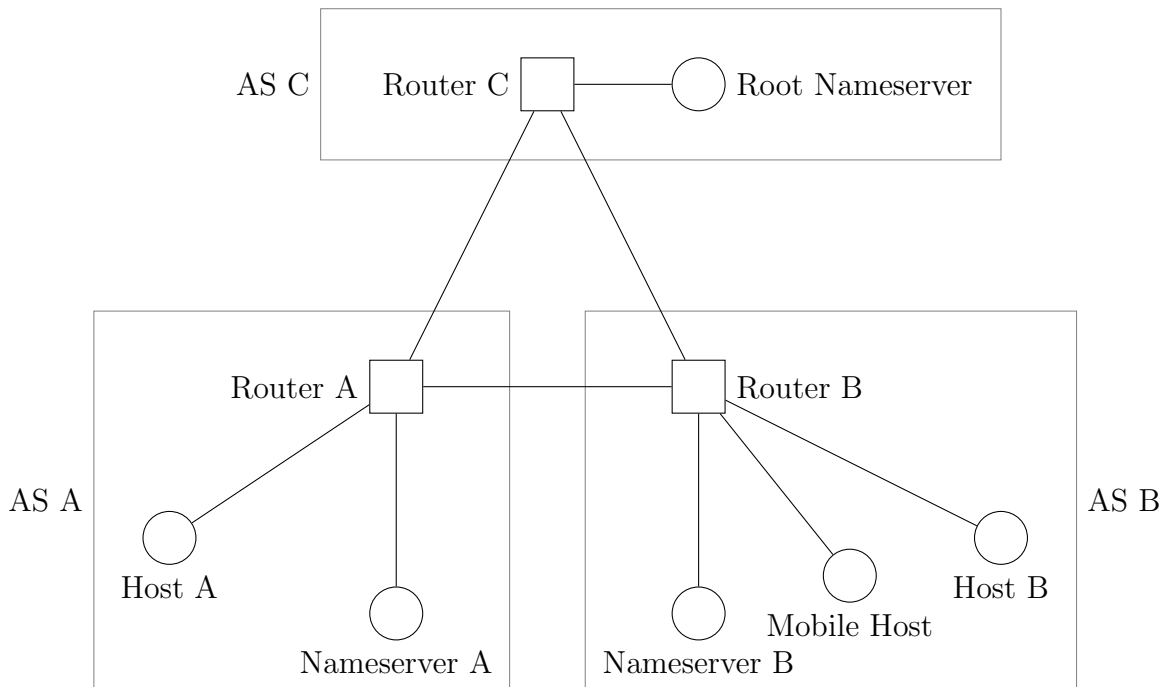 AS C
Router C
Root Nameserver
Router A
Router B
AS A
AS B
Host A
Host B
Mobile Host
Nameserver A
Nameserver B